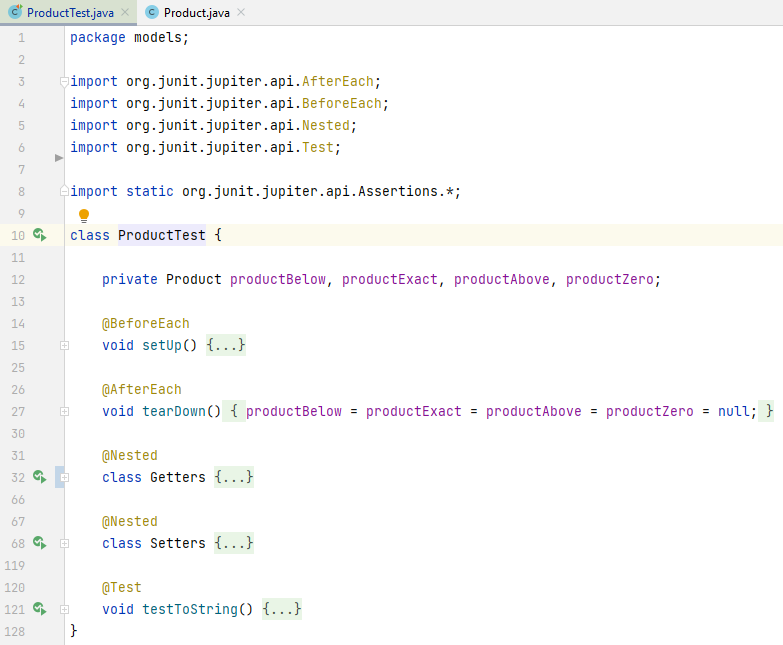 ProductTest.java Product.java
1 package models;
2
3 import org.junit.jupiter.api.AfterEach;
4 import org.junit.jupiter.api.BeforeEach;
5 import org.junit.jupiter.api.Nested;
6 import org.junit.jupiter.api.Test;
7
8 import static org.junit.jupiter.api.Assertions.*;
9
10 class ProductTest {
11
12 private Product productBelow, productExact, productAbove, productZero;
13
14 @BeforeEach
15 void setUp() {...}
25
26 @AfterEach
27 void tearDown() { productBelow = productExact = productAbove = productZero = null; }
30
31 @Nested
32 class Getters {...}
66
67 @Nested
68 class Setters {...}
119
120 @Test
121 void testToString() {...}
128 }